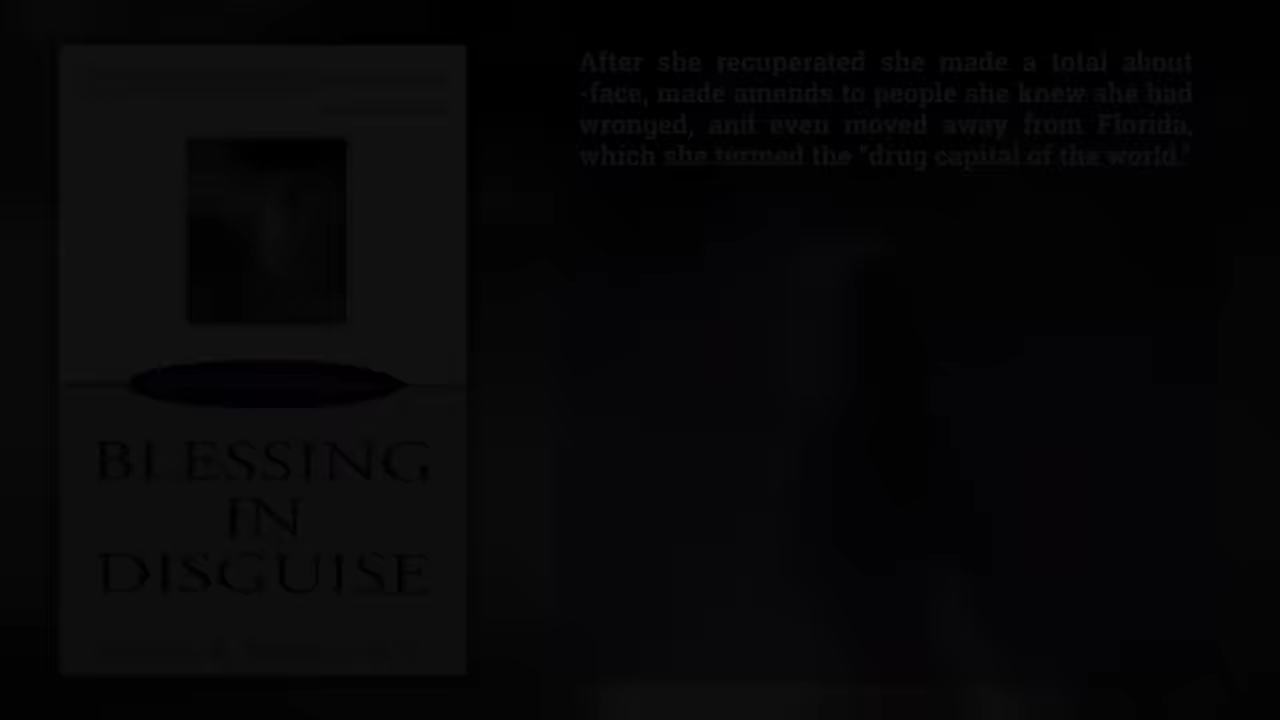 After she recuperated she made a total about
-face, made amends to people she knew she had
wronged, and even moved away from Florida,
which she termed the "drug capital of the world."
BLESSING
IN
DISGUISE